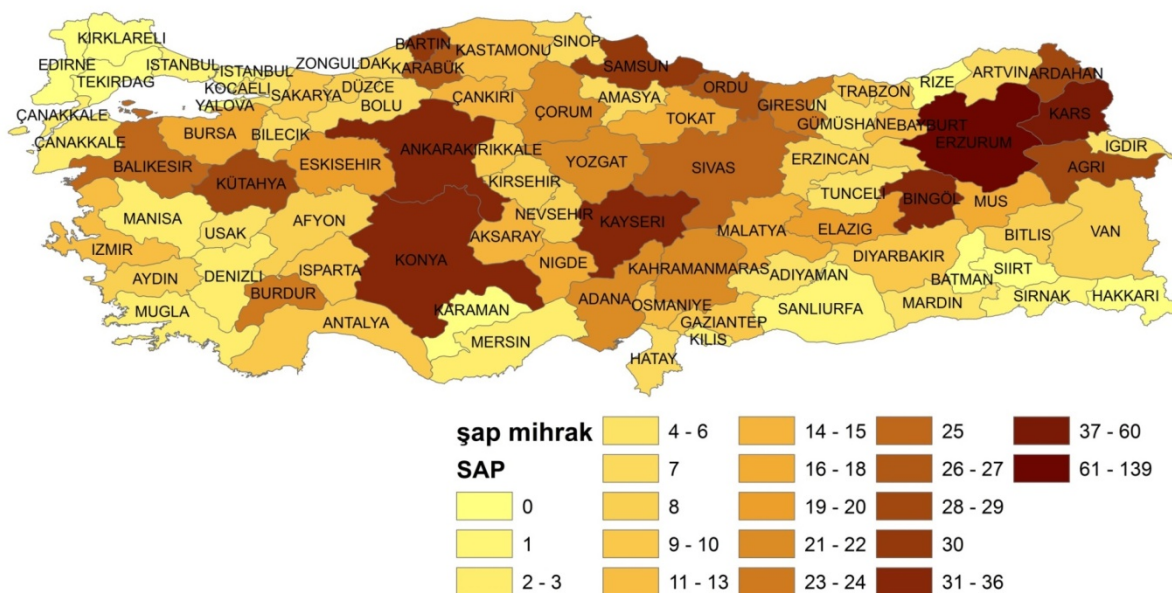 KIRKLARELI
EDIRNE
TEKIRDAG
ISTANBUL
ISTANBUL
KOCAELI
YALOVA
SAKARYA
ZONGULDAK
DÜZCE
BOLU
BARTIN
KARABÜK
KASTAMONU
SINOP
SAMSUN
ORDU
GIRESUN
TRABZON
RIZE
ARTVIN
ARDAHAN
KARS
ÇANAKKALE
ÇANAKKALE
BURSA
BILECIK
ÇANKIRI
ÇORUM
AMASYA
TOKAT
GÜMÜSHANE
BAYBURT
ERZURUM
IGDIR
AGRI
BALIKESIR
KÜTAHYA
ESKISEHIR
ANKARA
KIRIKKALE
YOZGAT
SIVAS
ERZINCAN
TUNCELI
BINGÖL
MUS
KIRSEHIR
NEVSEHIR
AKSARAY
KAYSERI
MALATYA
ELAZIG
BITLIS
VAN
MANISA
USAK
AFYON
IZMIR
KONYA
NIGDE
KAHRAMANMARAS
ADIYAMAN
DIYARBAKIR
BATMAN
SIIRT
AYDIN
DENIZLI
ISPARTA
BURDUR
ADANA
OSMANIYE
GAZIANTEP
KILIS
SANLIURFA
MARDIN
SIRNAK
HAKKARI
MUGLA
ANTALYA
KARAMAN
MERSIN
HATAY
şap mihrak
SAP
0
1
2 - 3
4 - 6
7
8
9 - 10
11 - 13
14 - 15
16 - 18
19 - 20
21 - 22
23 - 24
25
26 - 27
28 - 29
30
31 - 36
37 - 60
61 - 139